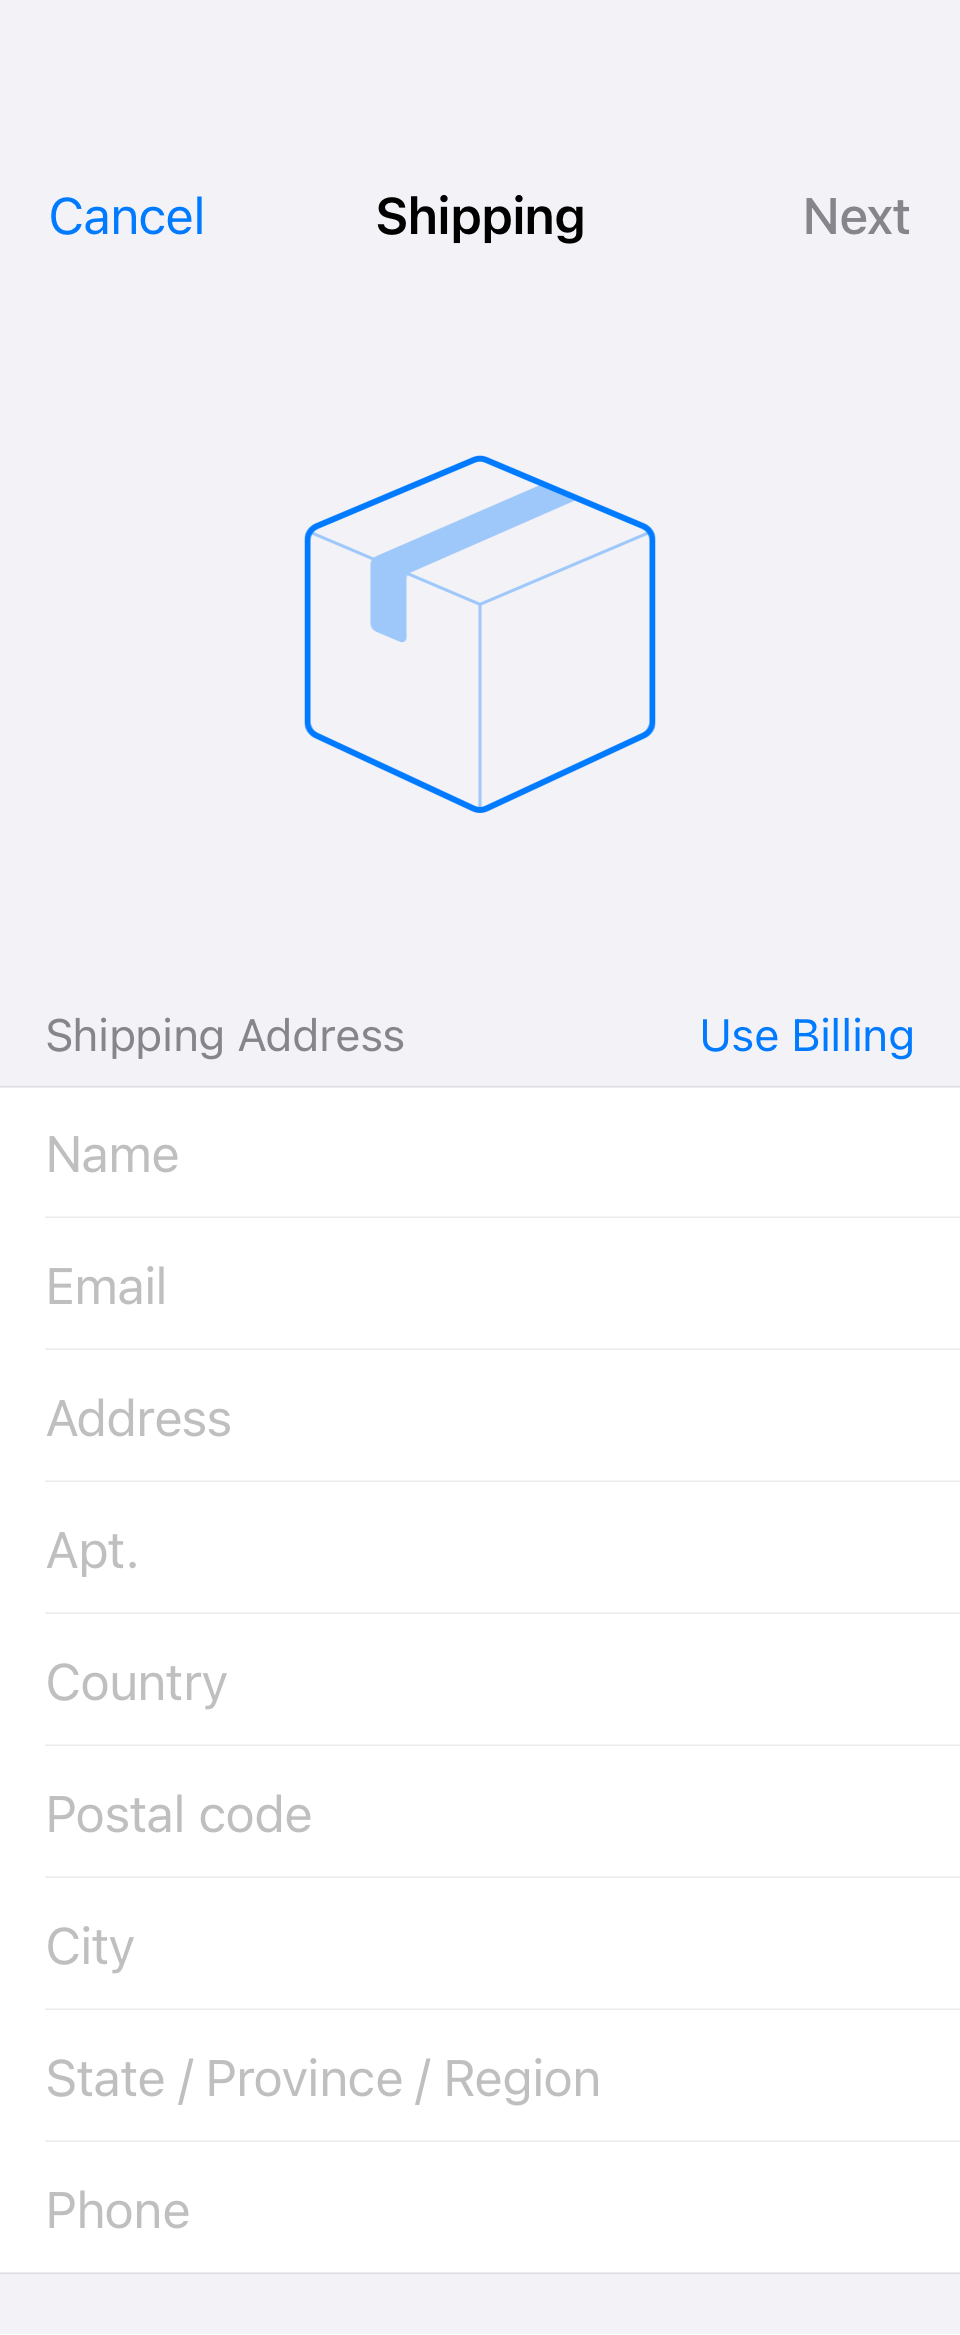 Cancel Shipping Next
Shipping Address Use Billing
Name
Email
Address
Apt.
Country
Postal code
City
State / Province / Region
Phone